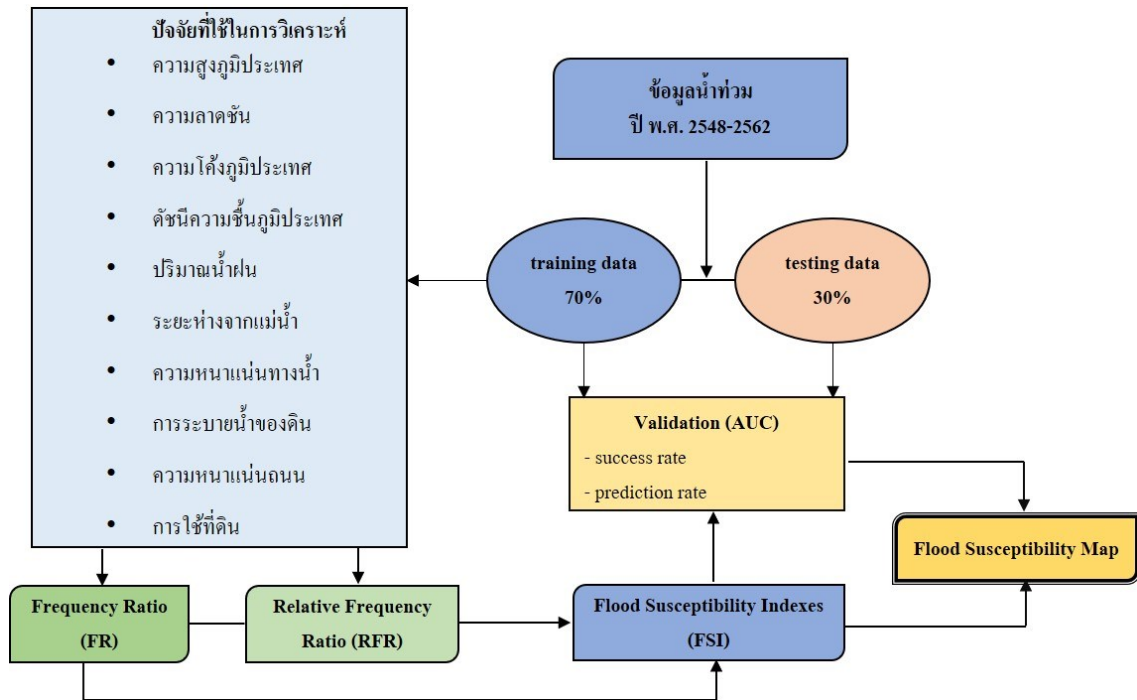 ปัจจัยที่ใช้ในการวิเคราะห์
• ความสูงภูมิประเทศ
• ความลาดชัน
• ความโค้งภูมิประเทศ
• ดัชนีความชื้นภูมิประเทศ
• ปริมาณน้ำฝน
• ระยะห่างจากแม่น้ำ
• ความหนาแน่นทางน้ำ
• การระบายน้ำของดิน
• ความหนาแน่นถนน
• การใช้ที่ดิน
ข้อมูลน้ำท่วม
ปี พ.ศ. 2548-2562
training data
70%
testing data
30%
Validation (AUC)
- success rate
- prediction rate
Flood Susceptibility Map
Frequency Ratio
(FR)
Relative Frequency
Ratio (RFR)
Flood Susceptibility Indexes
(FSI)